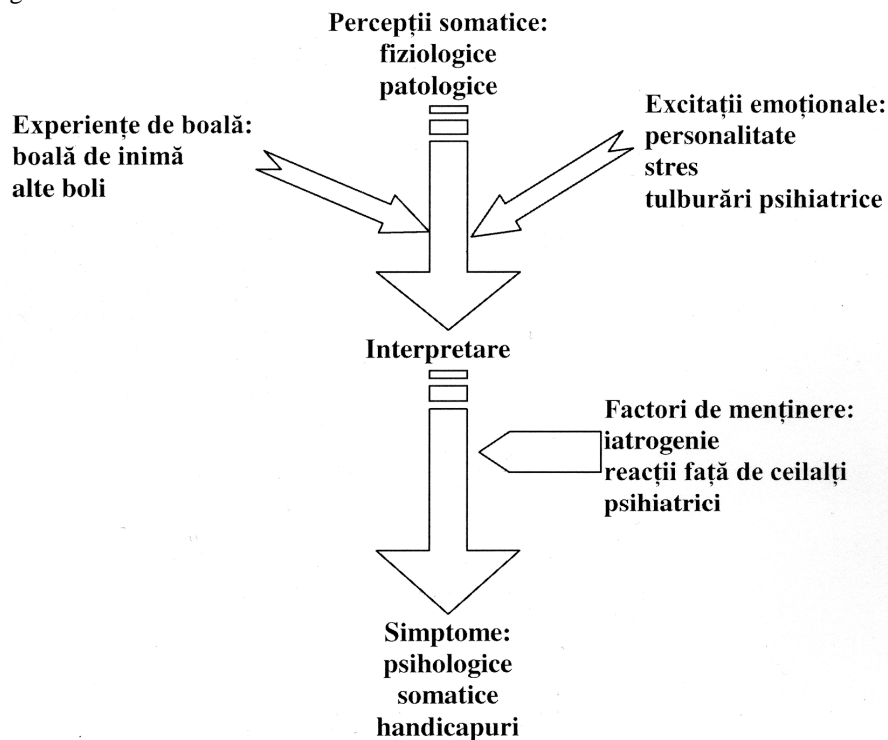 Percepții somatice:
fiziologice
patologice
Experiențe de boală:
boală de inimă
alte boli
Excitații emoționale:
personalitate
stres
tulburări psihiatrice
Interpretare
Factori de menținere:
iatrogenie
reacții față de ceilalți
psihiatrici
Simptome:
psihologice
somatice
handicapuri